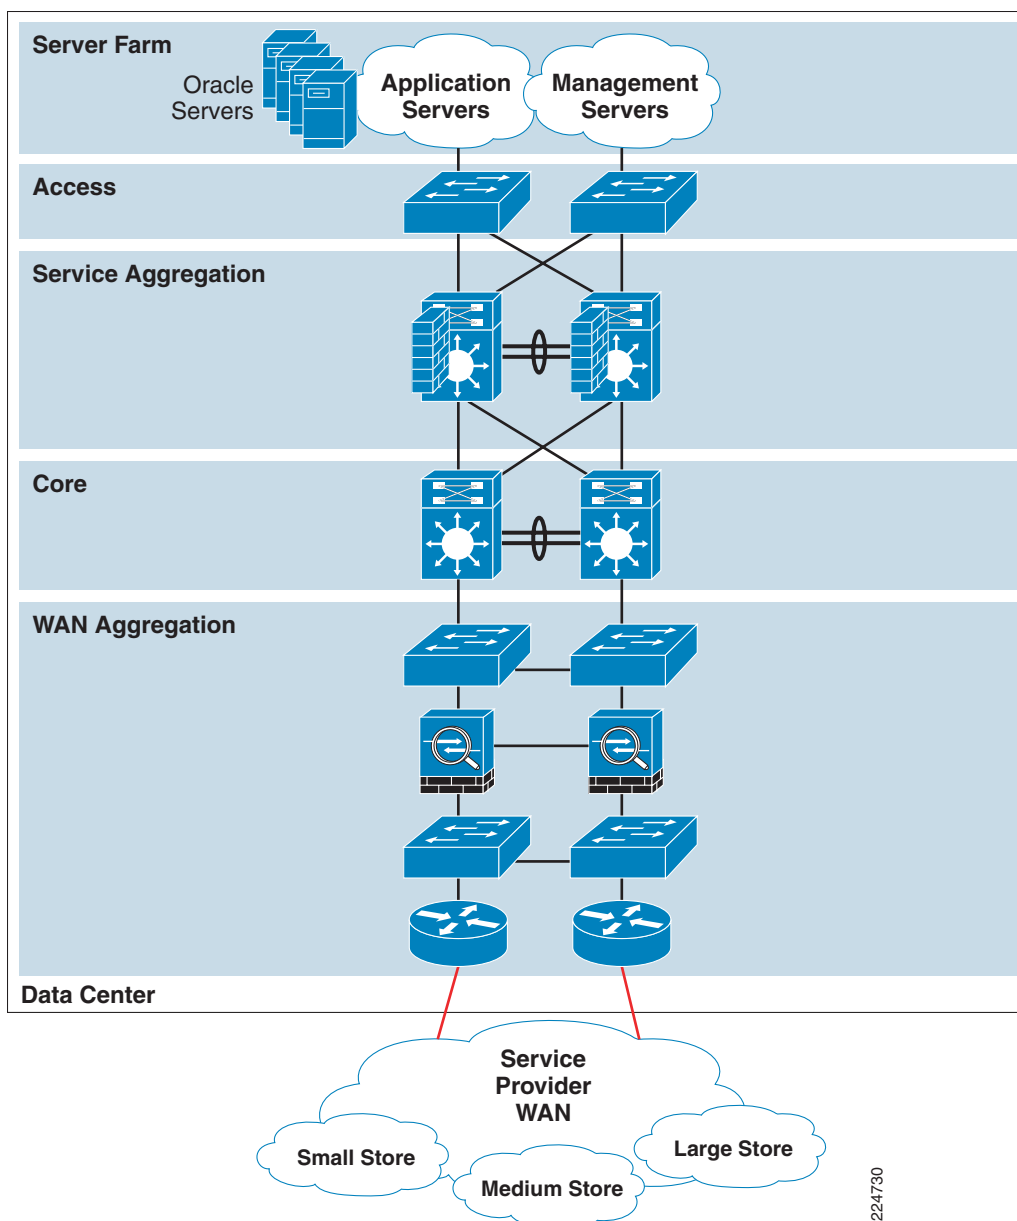 Server Farm
Oracle
Servers
Application
Servers
Management
Servers
Access
Service Aggregation
Core
WAN Aggregation
Data Center
Service
Provider
WAN
Small Store
Medium Store
Large Store
224730